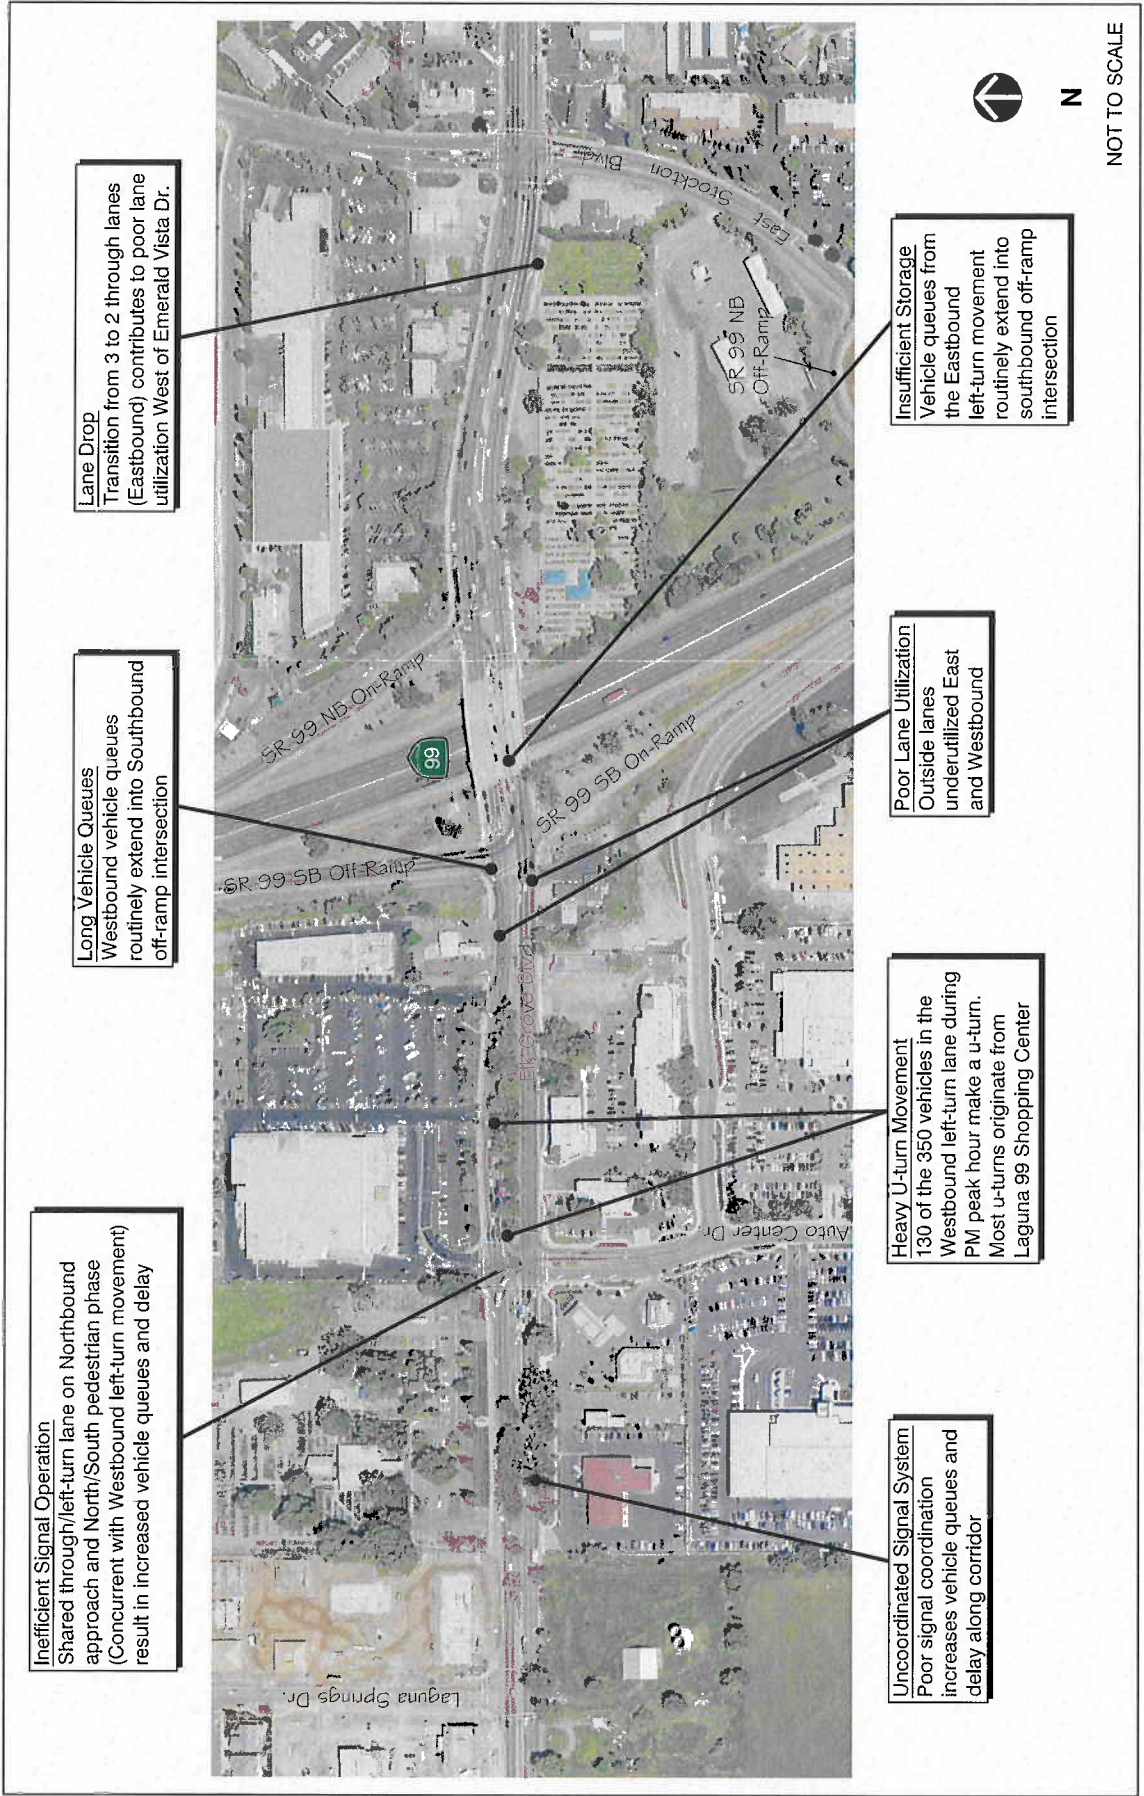 Inefficient Signal Operation
Shared through/left-turn lane on Northbound
approach and North/South pedestrian phase
(Concurrent with Westbound left-turn movement)
result in increased vehicle queues and delay
Long Vehicle Queues
Westbound vehicle queues
routinely extend into Southbound
off-ramp intersection
Lane Drop
Transition from 3 to 2 through lanes
(Eastbound) contributes to poor lane
utilization West of Emerald Vista Dr.
Laguna Springs Dr.
Auto Center Dr
Elk Grove Blvd
SR 99 SB Off-Ramp
SR 99 NB On-Ramp
99
SR 99 SB On-Ramp
SR 99 NB
Off-Ramp
East Stockton Blvd
Uncoordinated Signal System
Poor signal coordination
increases vehicle queues and
delay along corridor
Heavy U-turn Movement
130 of the 350 vehicles in the
Westbound left-turn lane during
PM peak hour make a u-turn.
Most u-turns originate from
Laguna 99 Shopping Center
Poor Lane Utilization
Outside lanes
underutilized East
and Westbound
Insufficient Storage
Vehicle queues from
the Eastbound
left-turn movement
routinely extend into
southbound off-ramp
intersection
N
NOT TO SCALE